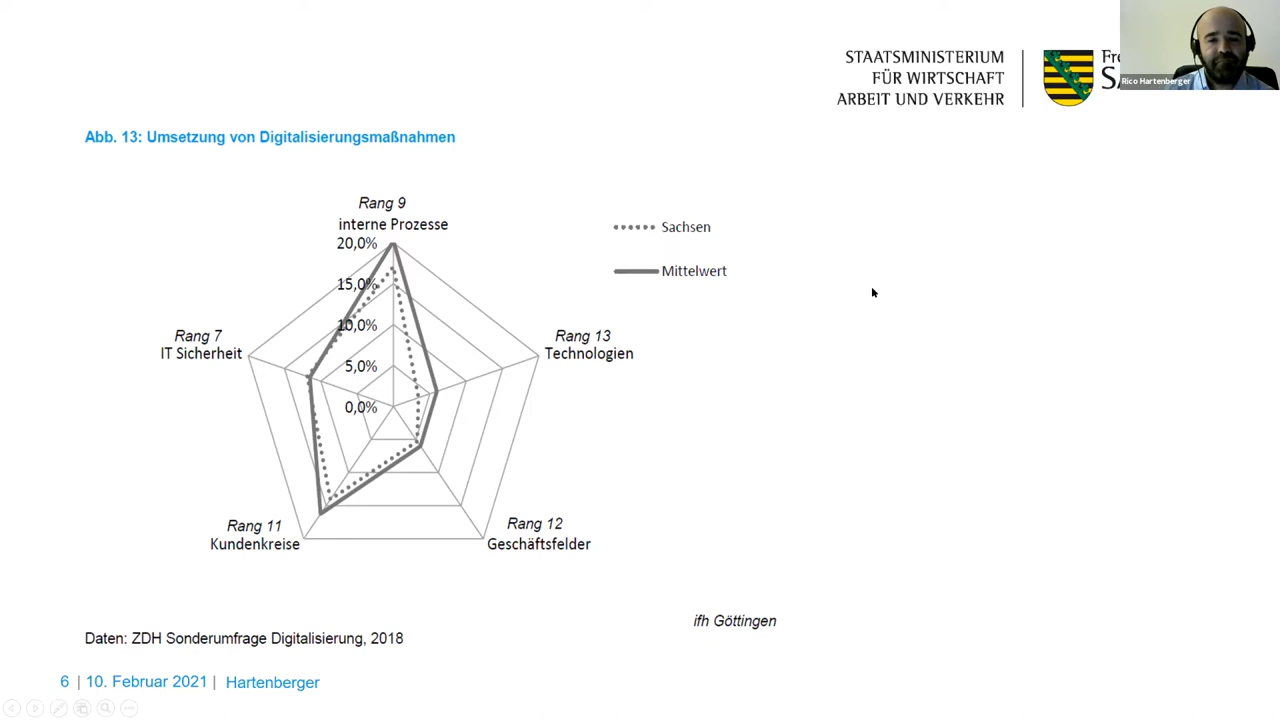 STAATSMINISTERIUM
FÜR WIRTSCHAFT
ARBEIT UND VERKEHR
Rico Hartenberger
Abb. 13: Umsetzung von Digitalisierungsmaßnahmen
Rang 9
interne Prozesse
20,0%
15,0%
10,0%
5,0%
0,0%
Sachsen
Mittelwert
Rang 7
IT Sicherheit
Rang 13
Technologien
Rang 11
Kundenkreise
Rang 12
Geschäftsfelder
ifh Göttingen
Daten: ZDH Sonderumfrage Digitalisierung, 2018
6 | 10. Februar 2021 | Hartenberger